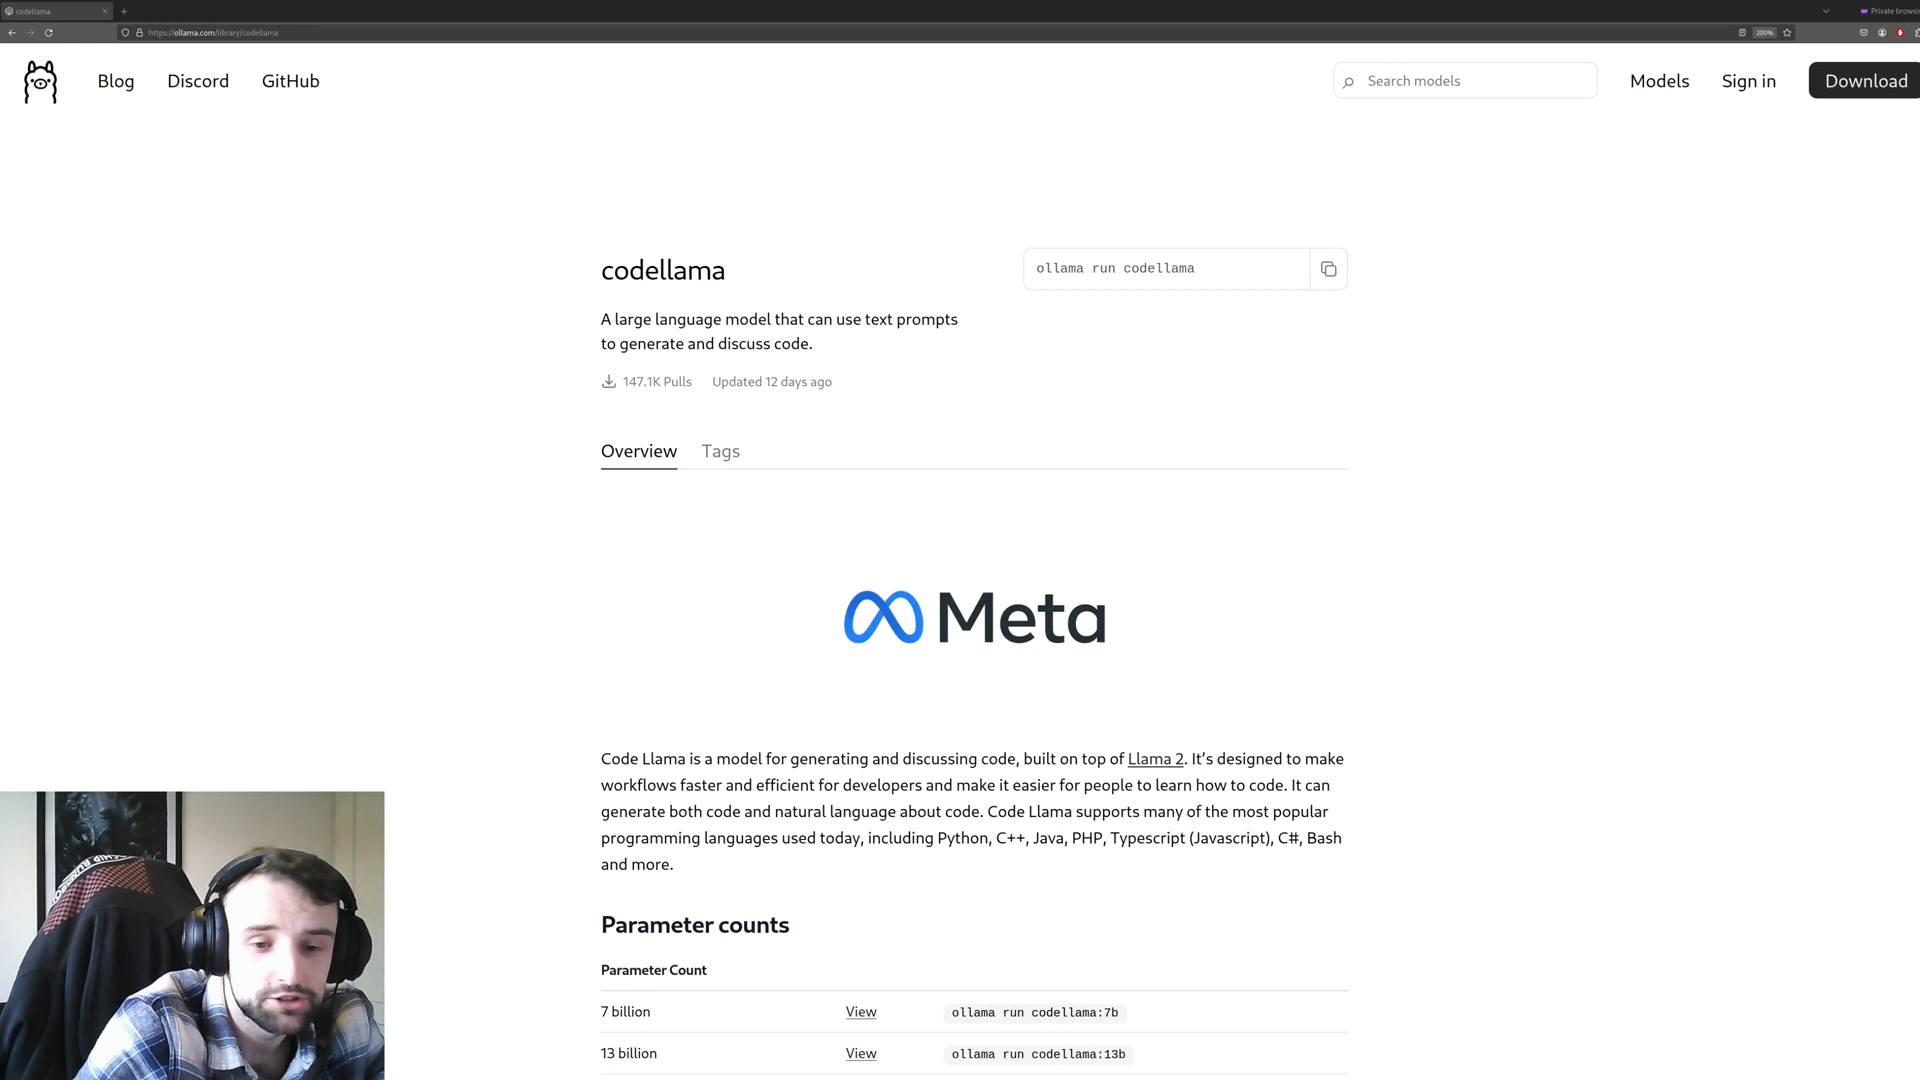 codellama
Private browsi
https://ollama.com/library/codellama
200%
Blog
Discord
GitHub
Search models
Models
Sign in
Download
codellama
ollama run codellama
A large language model that can use text prompts
to generate and discuss code.
147.1K Pulls
Updated 12 days ago
Overview
Tags
Meta
Code Llama is a model for generating and discussing code, built on top of Llama 2. It’s designed to make
workflows faster and efficient for developers and make it easier for people to learn how to code. It can
generate both code and natural language about code. Code Llama supports many of the most popular
programming languages used today, including Python, C++, Java, PHP, Typescript (Javascript), C#, Bash
and more.
Parameter counts
Parameter Count
7 billion
View
ollama run codellama:7b
13 billion
View
ollama run codellama:13b